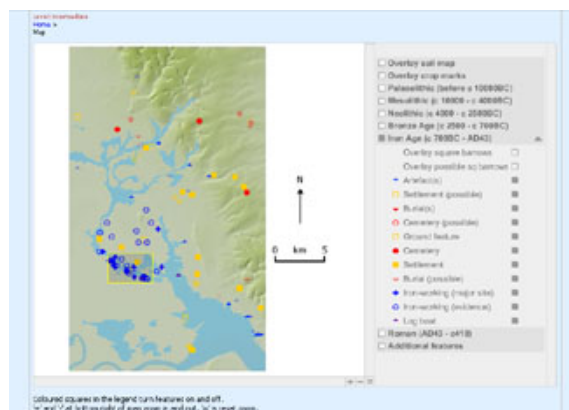 Home >
Map
Overlay soil map
Overlay crop marks
Palaeolithic (before c 10000BC)
Mesolithic (c 10000 - c 4000BC)
Neolithic (c 4000 - c 2500BC)
Bronze Age (c 2500 - c 700BC)
Iron Age (c 700BC - AD43)
Overlay square barrows
Overlay possible sq barrows
Artefact(s)
Settlement (possible)
Burial(s)
Cemetery (possible)
Ground feature
Cemetery
Settlement
Burial (possible)
Iron-working (major site)
Iron-working (evidence)
Log boat
Roman (AD43 - c410)
Additional features
N
0 km 5
Coloured squares in the legend turn features on and off.